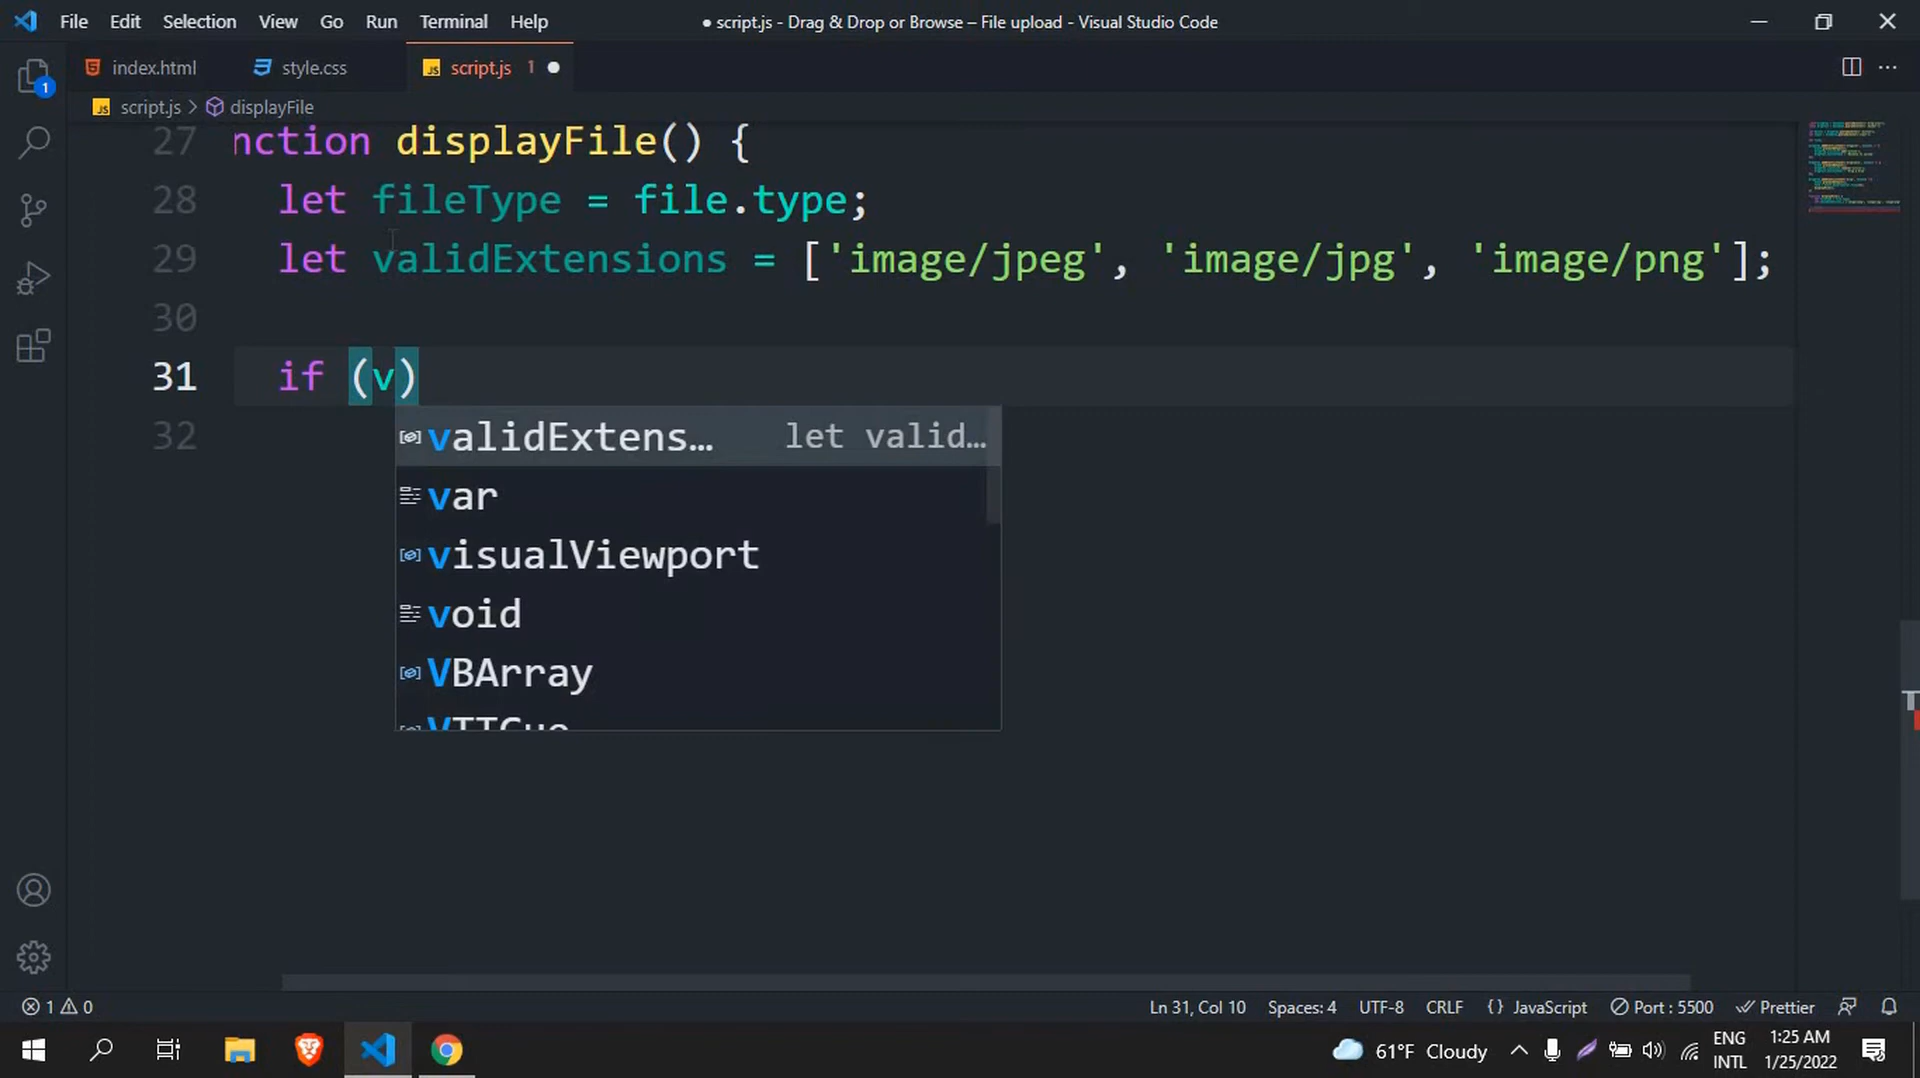 File Edit Selection View Go Run Terminal Help ● script.js - Drag & Drop or Browse – File upload - Visual Studio Code
index.html style.css script.js 1
script.js > displayFile
27 nction displayFile() {
28 let fileType = file.type;
29 let validExtensions = ['image/jpeg', 'image/jpg', 'image/png'];
30
31 if (v)
32
validExtens… let valid…
var
visualViewport
void
VBArray
VTTCue
1
1 0 Ln 31, Col 10 Spaces: 4 UTF-8 CRLF {} JavaScript Port : 5500 Prettier
61°F Cloudy ENG INTL 1:25 AM 1/25/2022